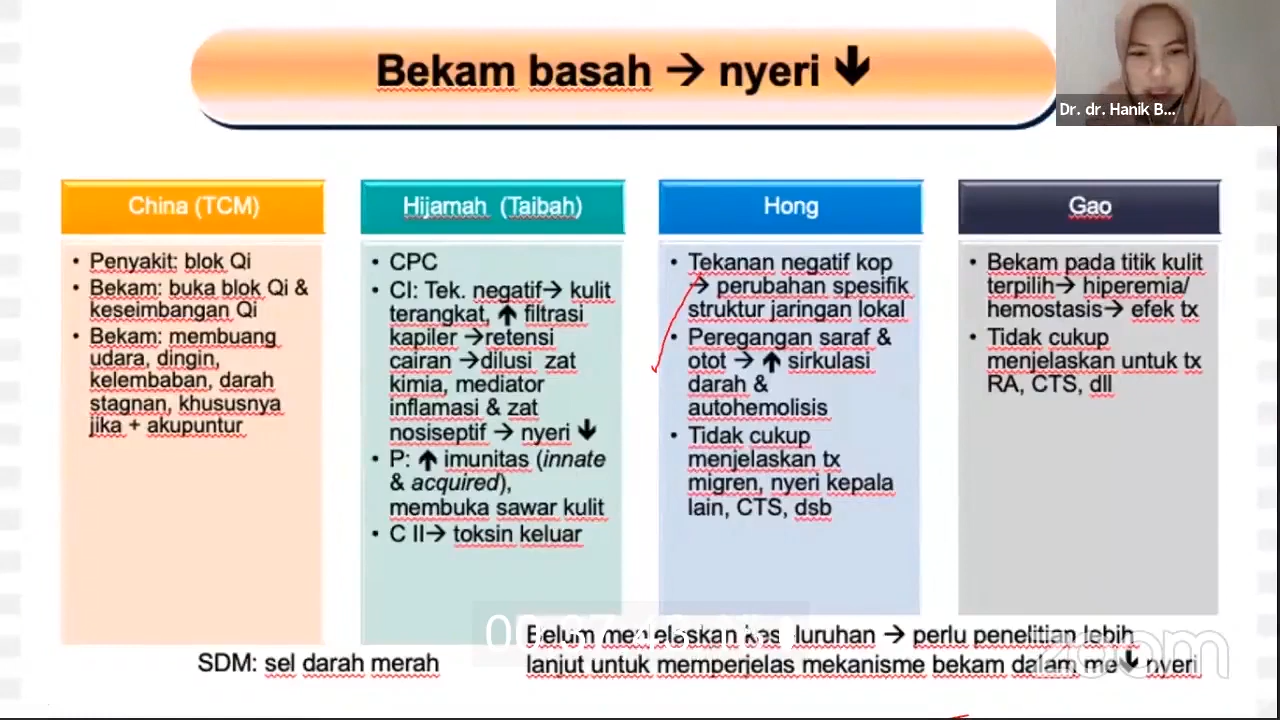 Bekam basah → nyeri 🡫
Dr. dr. Hanik B...
China (TCM)
• Penyakit: blok Qi
• Bekam: buka blok Qi &
keseimbangan Qi
• Bekam: membuang
udara, dingin,
kelembaban, darah
stagnan, khususnya
jika + akupuntur
Hijamah (Taibah)
• CPC
• CI: Tek. negatif→ kulit
terangkat, 🡩 filtrasi
kapiler →retensi
cairan →dilusi zat
kimia, mediator
inflamasi & zat
nosiseptif → nyeri 🡫
• P: 🡩 imunitas (innate
& acquired),
membuka sawar kulit
• C II→ toksin keluar
Hong
• Tekanan negatif kop
→ perubahan spesifik
struktur jaringan lokal
• Peregangan saraf &
otot → 🡩 sirkulasi
darah &
autohemolisis
• Tidak cukup
menjelaskan tx
migren, nyeri kepala
lain, CTS, dsb
Gao
• Bekam pada titik kulit
terpilih→ hiperemia/
hemostasis→ efek tx
• Tidak cukup
menjelaskan untuk tx
RA, CTS, dll
SDM: sel darah merah
Belum menjelaskan keseluruhan → perlu penelitian lebih
lanjut untuk memperjelas mekanisme bekam dalam me🡫 nyeri
zoom